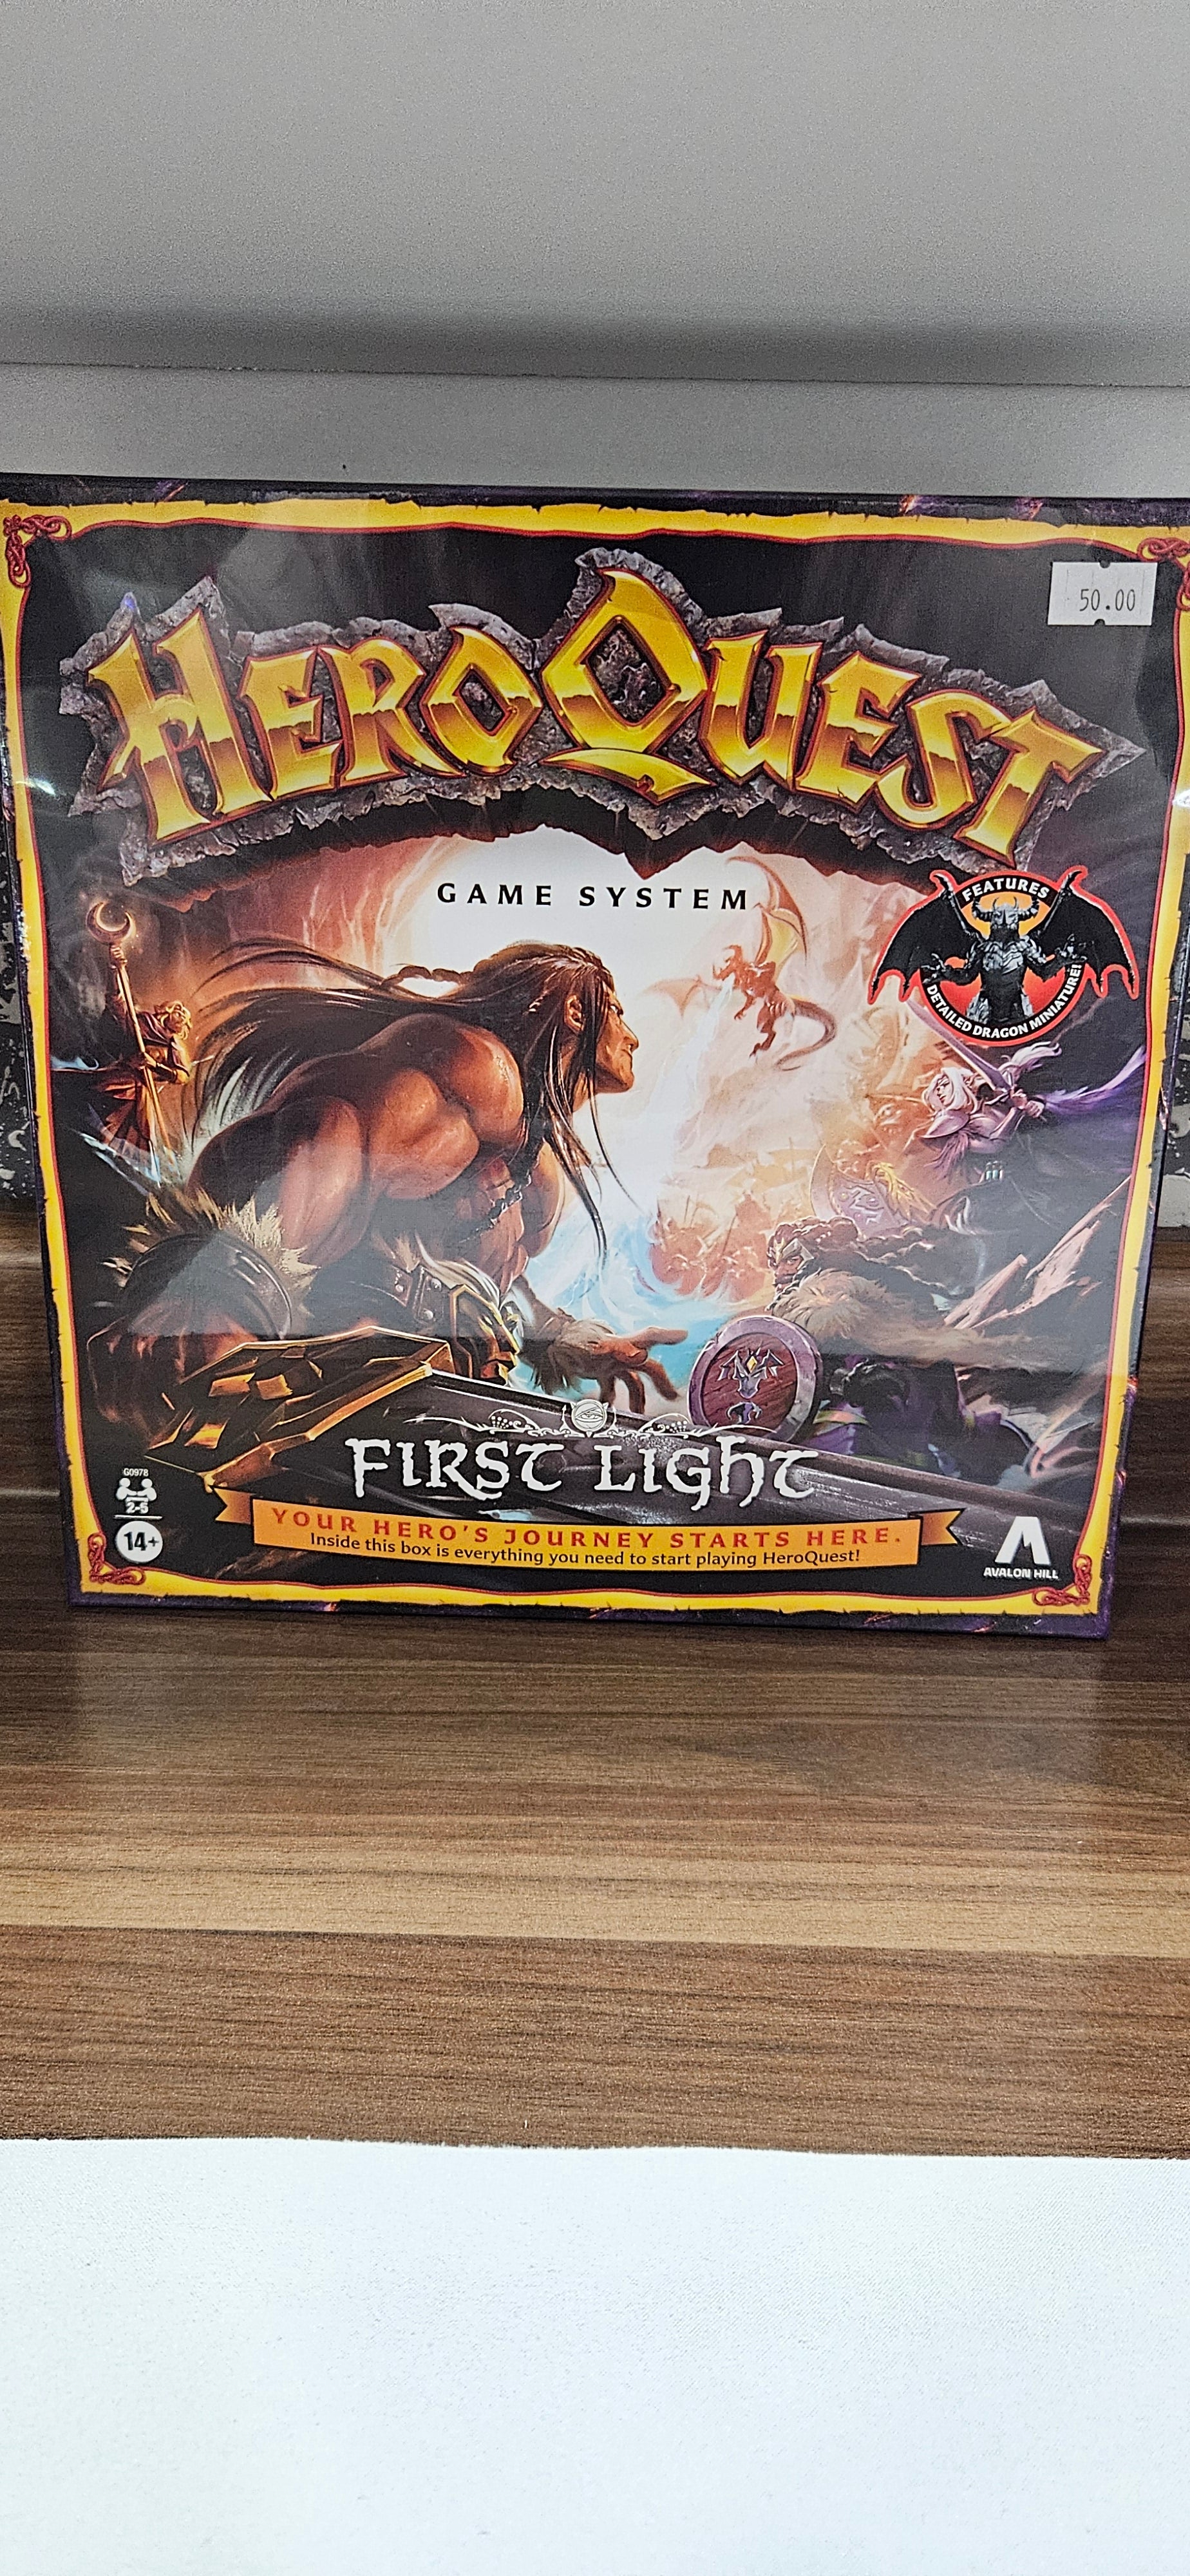 50.00
HEROQUEST
GAME SYSTEM
FEATURES
DETAILED DRAGON MINIATURE!
FIRST LIGHT
YOUR HERO'S JOURNEY STARTS HERE.
Inside this box is everything you need to start playing HeroQuest!
G0978
2-5
14+
AVALON HILL